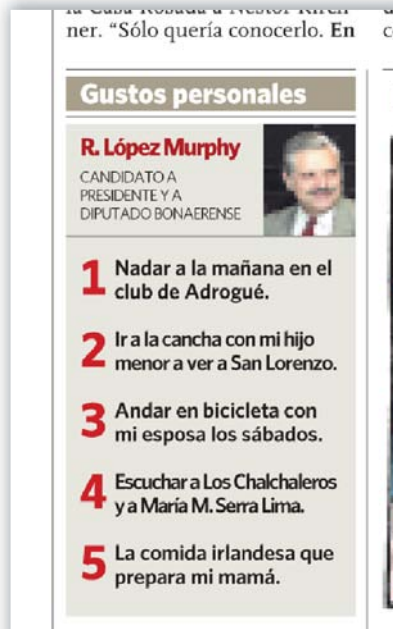 ner. “Sólo quería conocerlo. En
Gustos personales
R. López Murphy
CANDIDATO A
PRESIDENTE Y A
DIPUTADO BONAERENSE
1 Nadar a la mañana en el
club de Adrogué.
2 Ir a la cancha con mi hijo
menor a ver a San Lorenzo.
3 Andar en bicicleta con
mi esposa los sábados.
4 Escuchar a Los Chalchaleros
y a María M. Serra Lima.
5 La comida irlandesa que
prepara mi mamá.